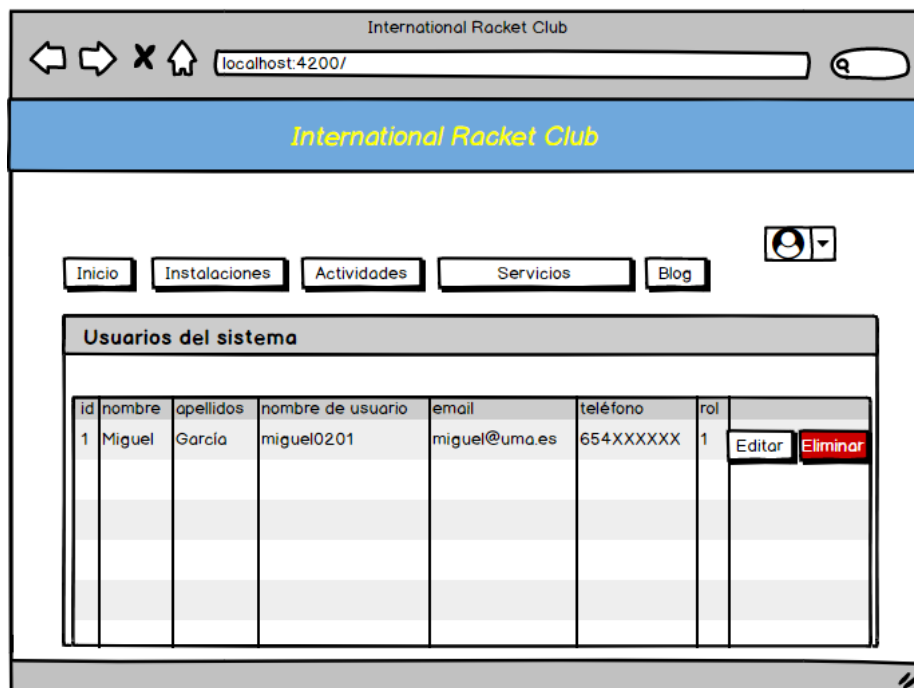 International Racket Club
localhost:4200/
International Racket Club
Inicio Instalaciones Actividades Servicios Blog
Usuarios del sistema
id nombre apellidos nombre de usuario email teléfono rol
1 Miguel García miguel0201 miguel@uma.es 654XXXXXX 1 Editar Eliminar